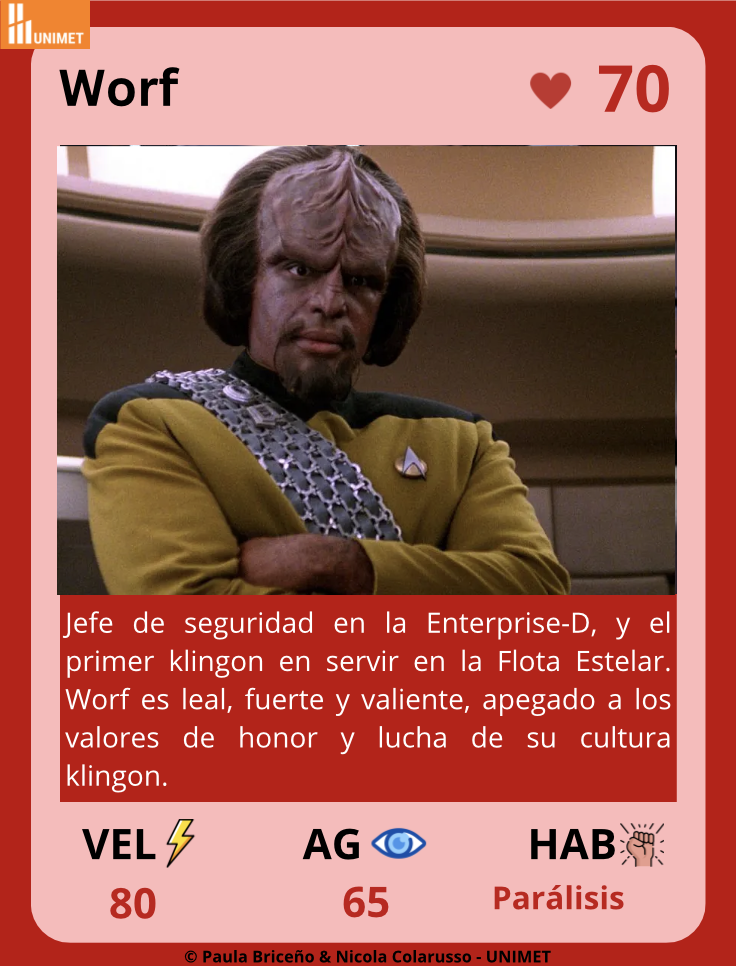 UNIMET
Worf
70
Jefe de seguridad en la Enterprise-D, y el
primer klingon en servir en la Flota Estelar.
Worf es leal, fuerte y valiente, apegado a los
valores de honor y lucha de su cultura
klingon.
VEL AG HAB
80 65 Parálisis
© Paula Briceño & Nicola Colarusso - UNIMET